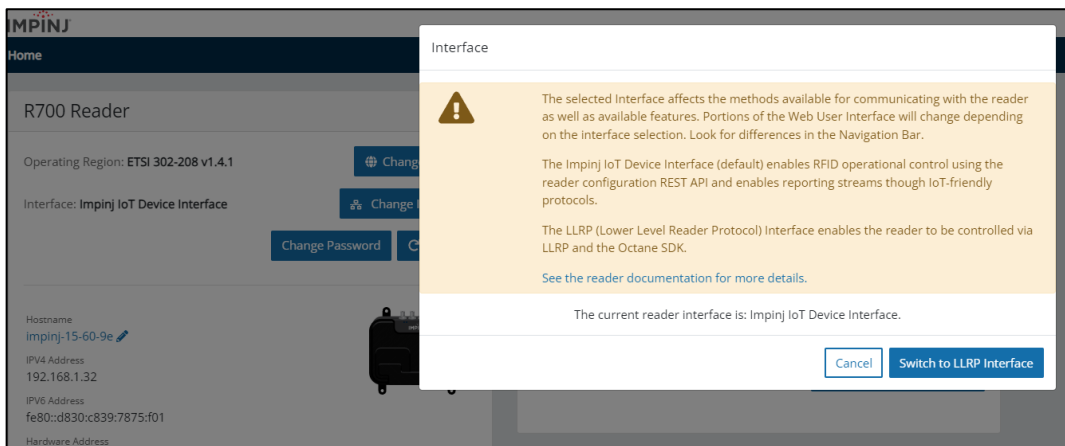 IMPINJ
Home
R700 Reader
Operating Region: ETSI 302-208 v1.4.1
Change
Interface: Impinj IoT Device Interface
Change
Change Password
Hostname
impinj-15-60-9e
IPV4 Address
192.168.1.32
IPV6 Address
fe80::d830:c839:7875:f01
Hardware Address
Interface
The selected Interface affects the methods available for communicating with the reader
as well as available features. Portions of the Web User Interface will change depending
on the interface selection. Look for differences in the Navigation Bar.
The Impinj IoT Device Interface (default) enables RFID operational control using the
reader configuration REST API and enables reporting streams though IoT-friendly
protocols.
The LLRP (Lower Level Reader Protocol) Interface enables the reader to be controlled via
LLRP and the Octane SDK.
See the reader documentation for more details.
The current reader interface is: Impinj IoT Device Interface.
Cancel
Switch to LLRP Interface